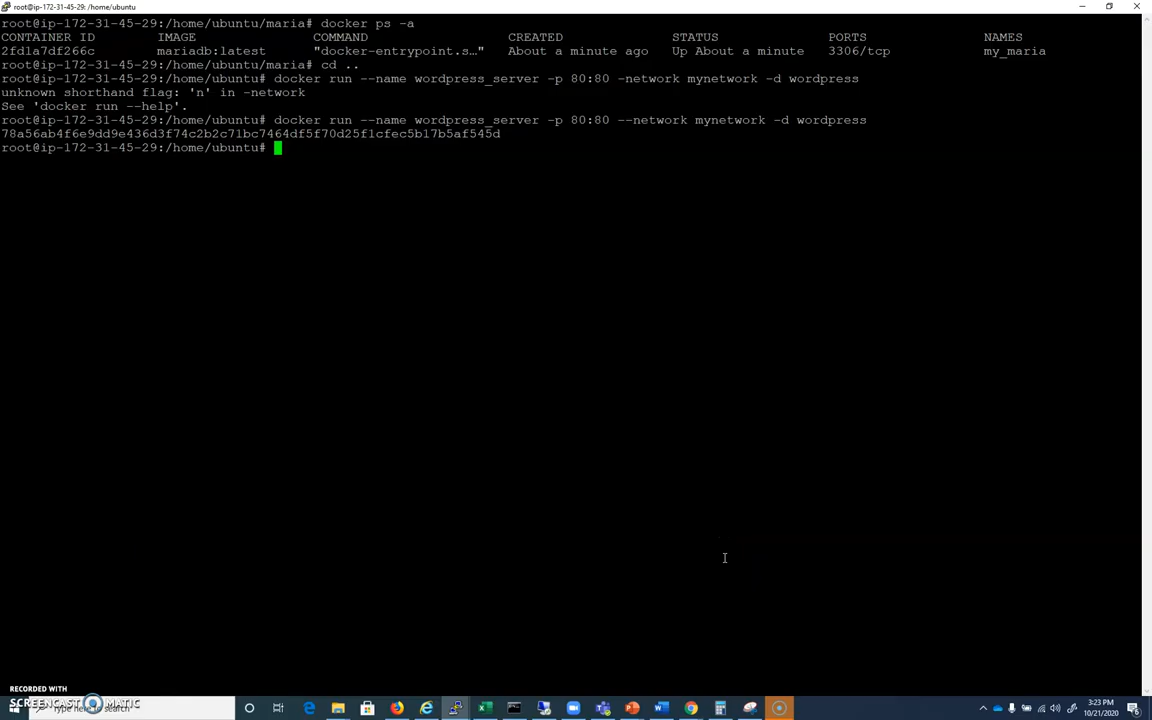 root@ip-172-31-45-29: /home/ubuntu
root@ip-172-31-45-29:/home/ubuntu/maria# docker ps -a
CONTAINER ID IMAGE COMMAND CREATED STATUS PORTS NAMES
2fd1a7df266c mariadb:latest "docker-entrypoint.s…" About a minute ago Up About a minute 3306/tcp my_maria
root@ip-172-31-45-29:/home/ubuntu/maria# cd ..
root@ip-172-31-45-29:/home/ubuntu# docker run --name wordpress_server -p 80:80 -network mynetwork -d wordpress
unknown shorthand flag: 'n' in -network
See 'docker run --help'.
root@ip-172-31-45-29:/home/ubuntu# docker run --name wordpress_server -p 80:80 --network mynetwork -d wordpress
78a56ab4f6e9dd9e436d3f74c2b2c71bc7464df5f70d25f1cfec5b17b5af545d
root@ip-172-31-45-29:/home/ubuntu#
RECORDED WITH
SCREENCAST MATIC
Type here to search
3:23 PM
10/21/2020
6